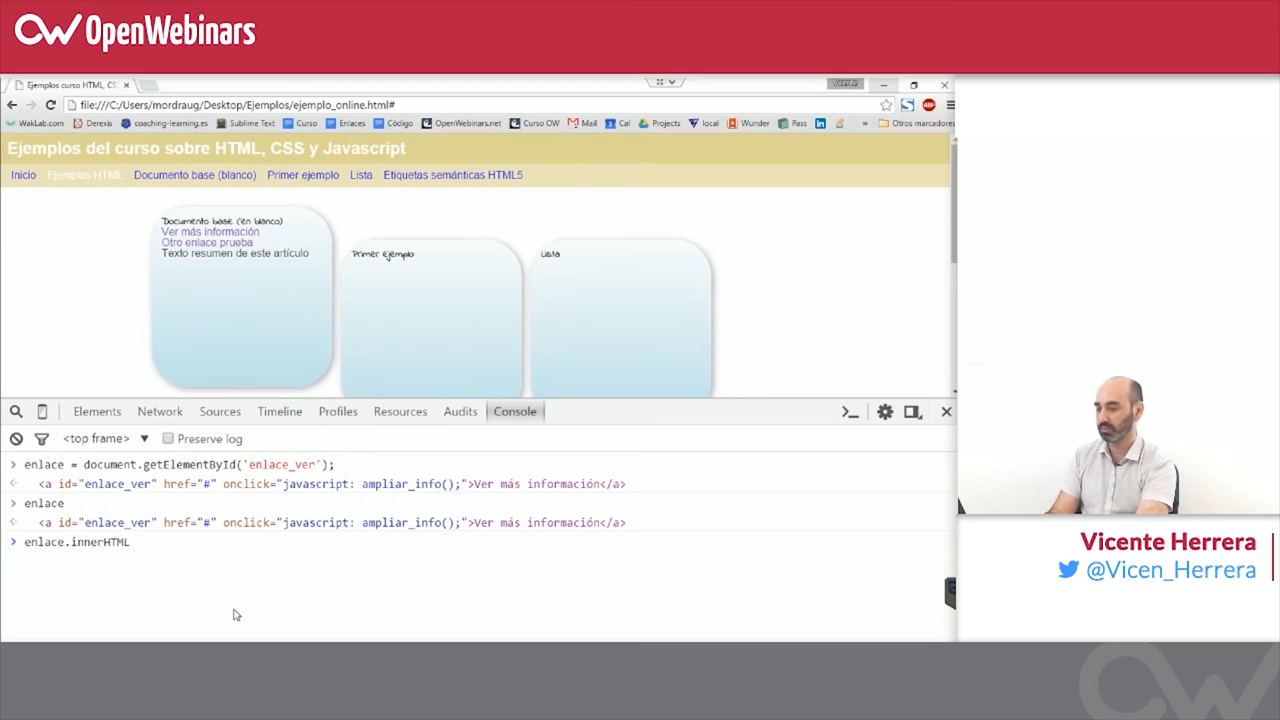 OpenWebinars
Ejemplos curso HTML, CS
file:///C:/Users/mordraug/Desktop/Ejemplos/ejemplo_online.html#
WakLab.com Derexis coaching-learning.es Sublime Text Curso Enlaces Código OpenWebinars.net Curso OW Mail Cal Projects local Wunder Pass » Otros marcadores
Ejemplos del curso sobre HTML, CSS y Javascript
Inicio Ejemplos HTML Documento base (blanco) Primer ejemplo Lista Etiquetas semánticas HTML5
Documento base (en blanco)
Ver más información
Otro enlace prueba
Texto resumen de este artículo
Primer ejemplo
Lista
Elements Network Sources Timeline Profiles Resources Audits Console
<top frame> ▼ Preserve log
> enlace = document.getElementById('enlace_ver');
<a id="enlace_ver" href="#" onclick="javascript: ampliar_info();">Ver más información</a>
> enlace
<a id="enlace_ver" href="#" onclick="javascript: ampliar_info();">Ver más información</a>
> enlace.innerHTML
Vicente Herrera
@Vicen_Herrera